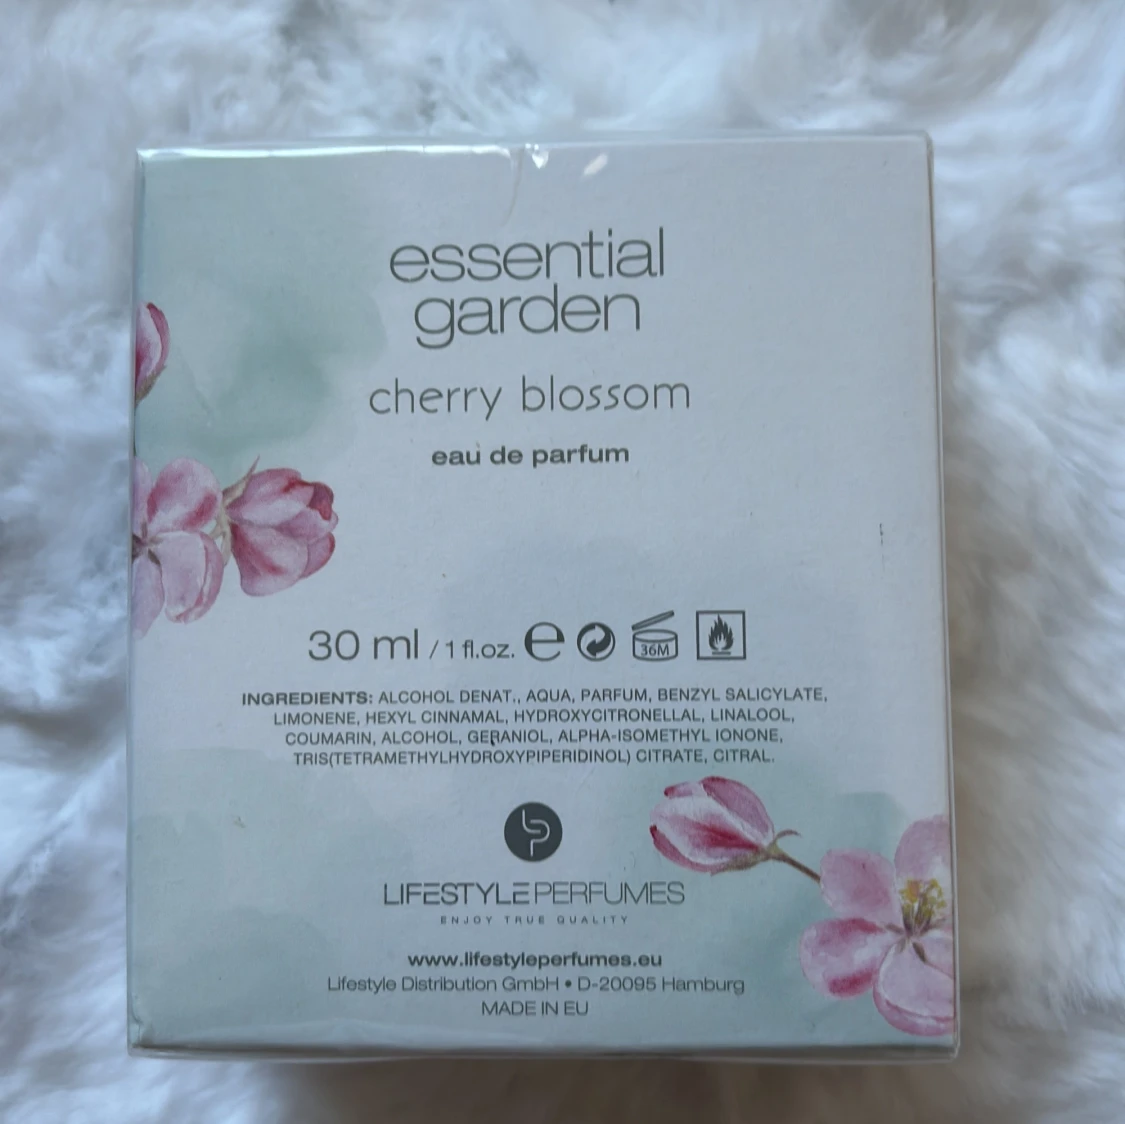 essential
garden
cherry blossom
eau de parfum
30 ml / 1 fl.oz. e 36M
INGREDIENTS: ALCOHOL DENAT., AQUA, PARFUM, BENZYL SALICYLATE,
LIMONENE, HEXYL CINNAMAL, HYDROXYCITRONELLAL, LINALOOL,
COUMARIN, ALCOHOL, GERANIOL, ALPHA-ISOMETHYL IONONE,
TRIS(TETRAMETHYLHYDROXYPIPERIDINOL) CITRATE, CITRAL.
LP
LIFESTYLEPERFUMES
ENJOY TRUE QUALITY
www.lifestyleperfumes.eu
Lifestyle Distribution GmbH • D-20095 Hamburg
MADE IN EU